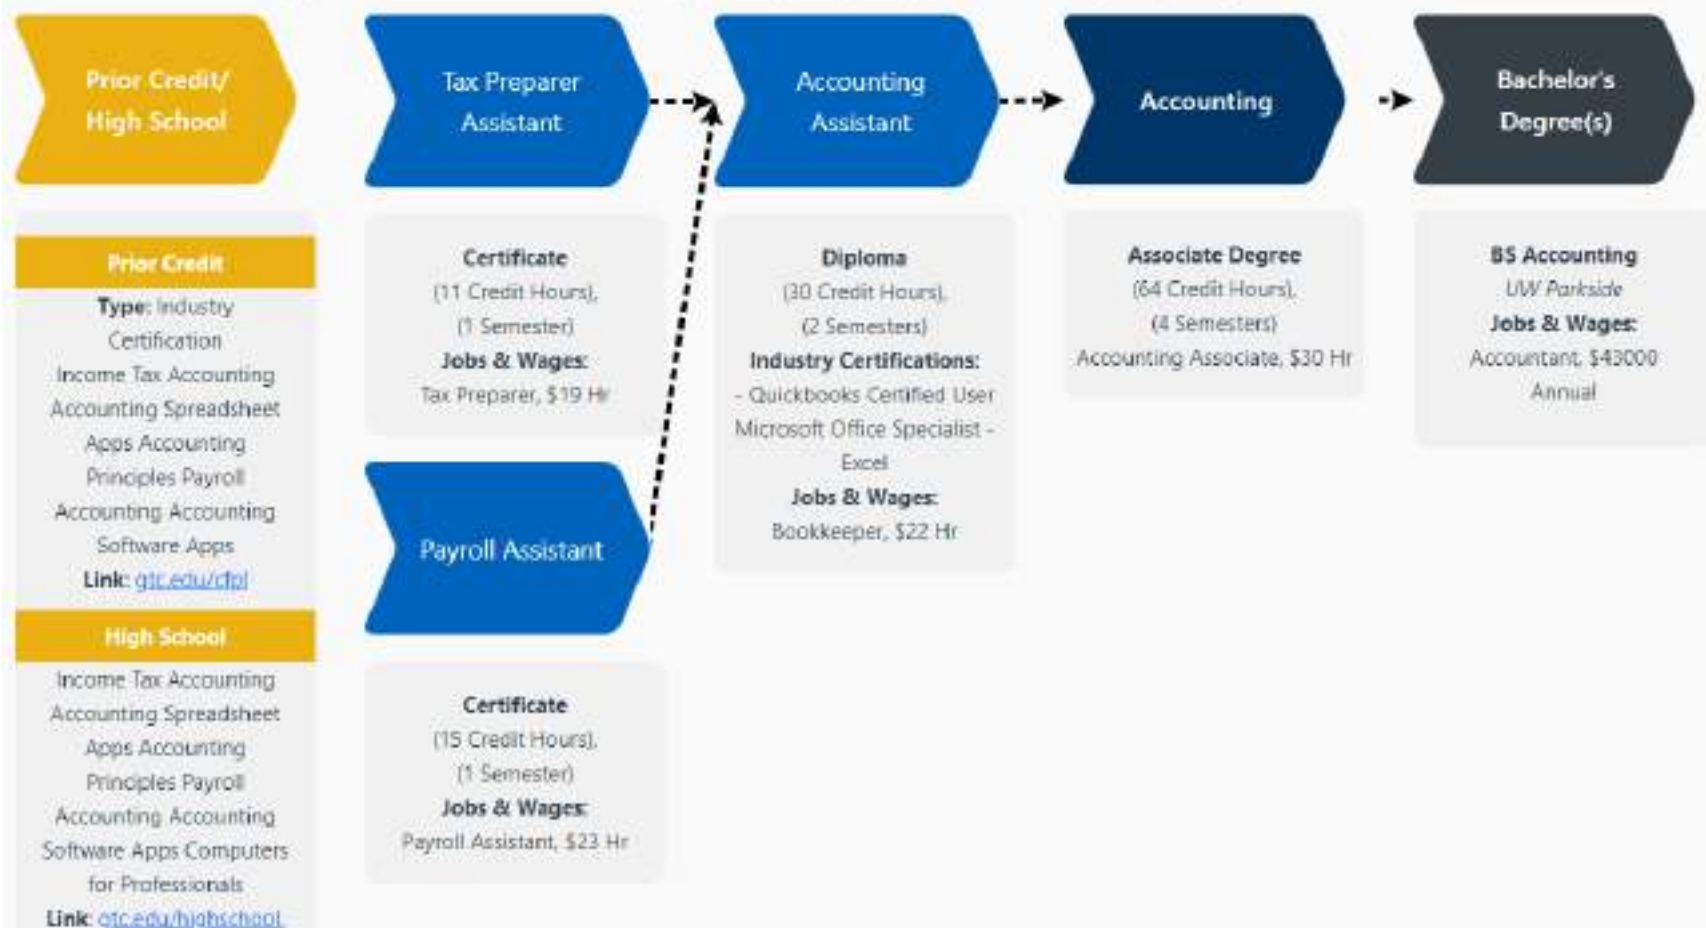 Prior Credit/
High School
Tax Preparer
Assistant
Accounting
Assistant
Accounting
Bachelor's
Degree(s)
Prior Credit
Type: Industry
Certification
Income Tax Accounting
Accounting Spreadsheet
Apps Accounting
Principles Payroll
Accounting Accounting
Software Apps
Link: gtc.edu/cfpl
High School
Income Tax Accounting
Accounting Spreadsheet
Apps Accounting
Principles Payroll
Accounting Accounting
Software Apps Computers
for Professionals
Link: gtc.edu/highschool.
Certificate
(11 Credit Hours),
(1 Semester)
Jobs & Wages:
Tax Preparer, $19 Hr
Payroll Assistant
Certificate
(15 Credit Hours),
(1 Semester)
Jobs & Wages:
Payroll Assistant, $23 Hr
Diploma
(30 Credit Hours),
(2 Semesters)
Industry Certifications:
- Quickbooks Certified User
Microsoft Office Specialist -
Excel
Jobs & Wages:
Bookkeeper, $22 Hr
Associate Degree
(64 Credit Hours),
(4 Semesters)
Accounting Associate, $30 Hr
BS Accounting
UW Parkside
Jobs & Wages:
Accountant, $43000
Annual